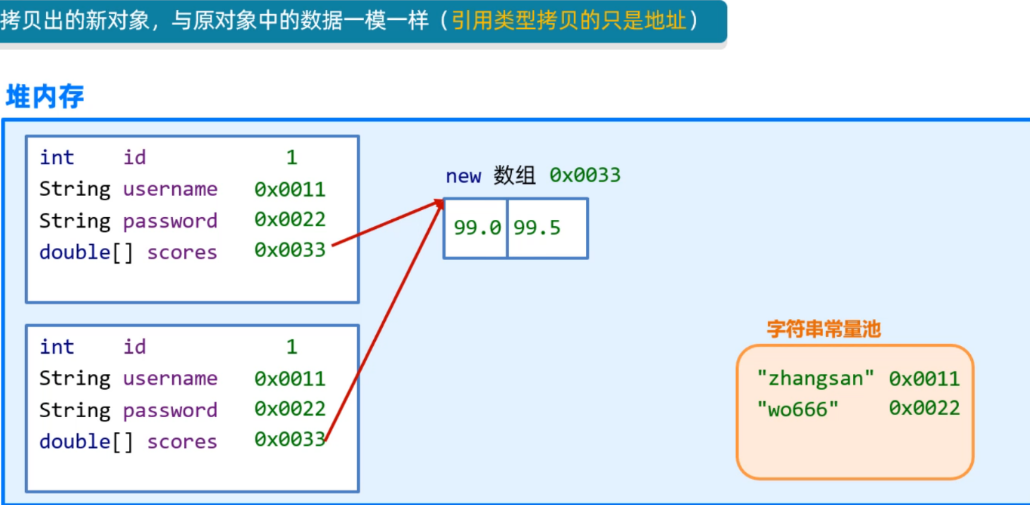 拷贝出的新对象，与原对象中的数据一模一样（引用类型拷贝的只是地址）
堆内存
int id 1
String username 0x0011
String password 0x0022
double[] scores 0x0033
new 数组 0x0033
99.0 99.5
int id 1
String username 0x0011
String password 0x0022
double[] scores 0x0033
字符串常量池
"zhangsan" 0x0011
"wo666" 0x0022